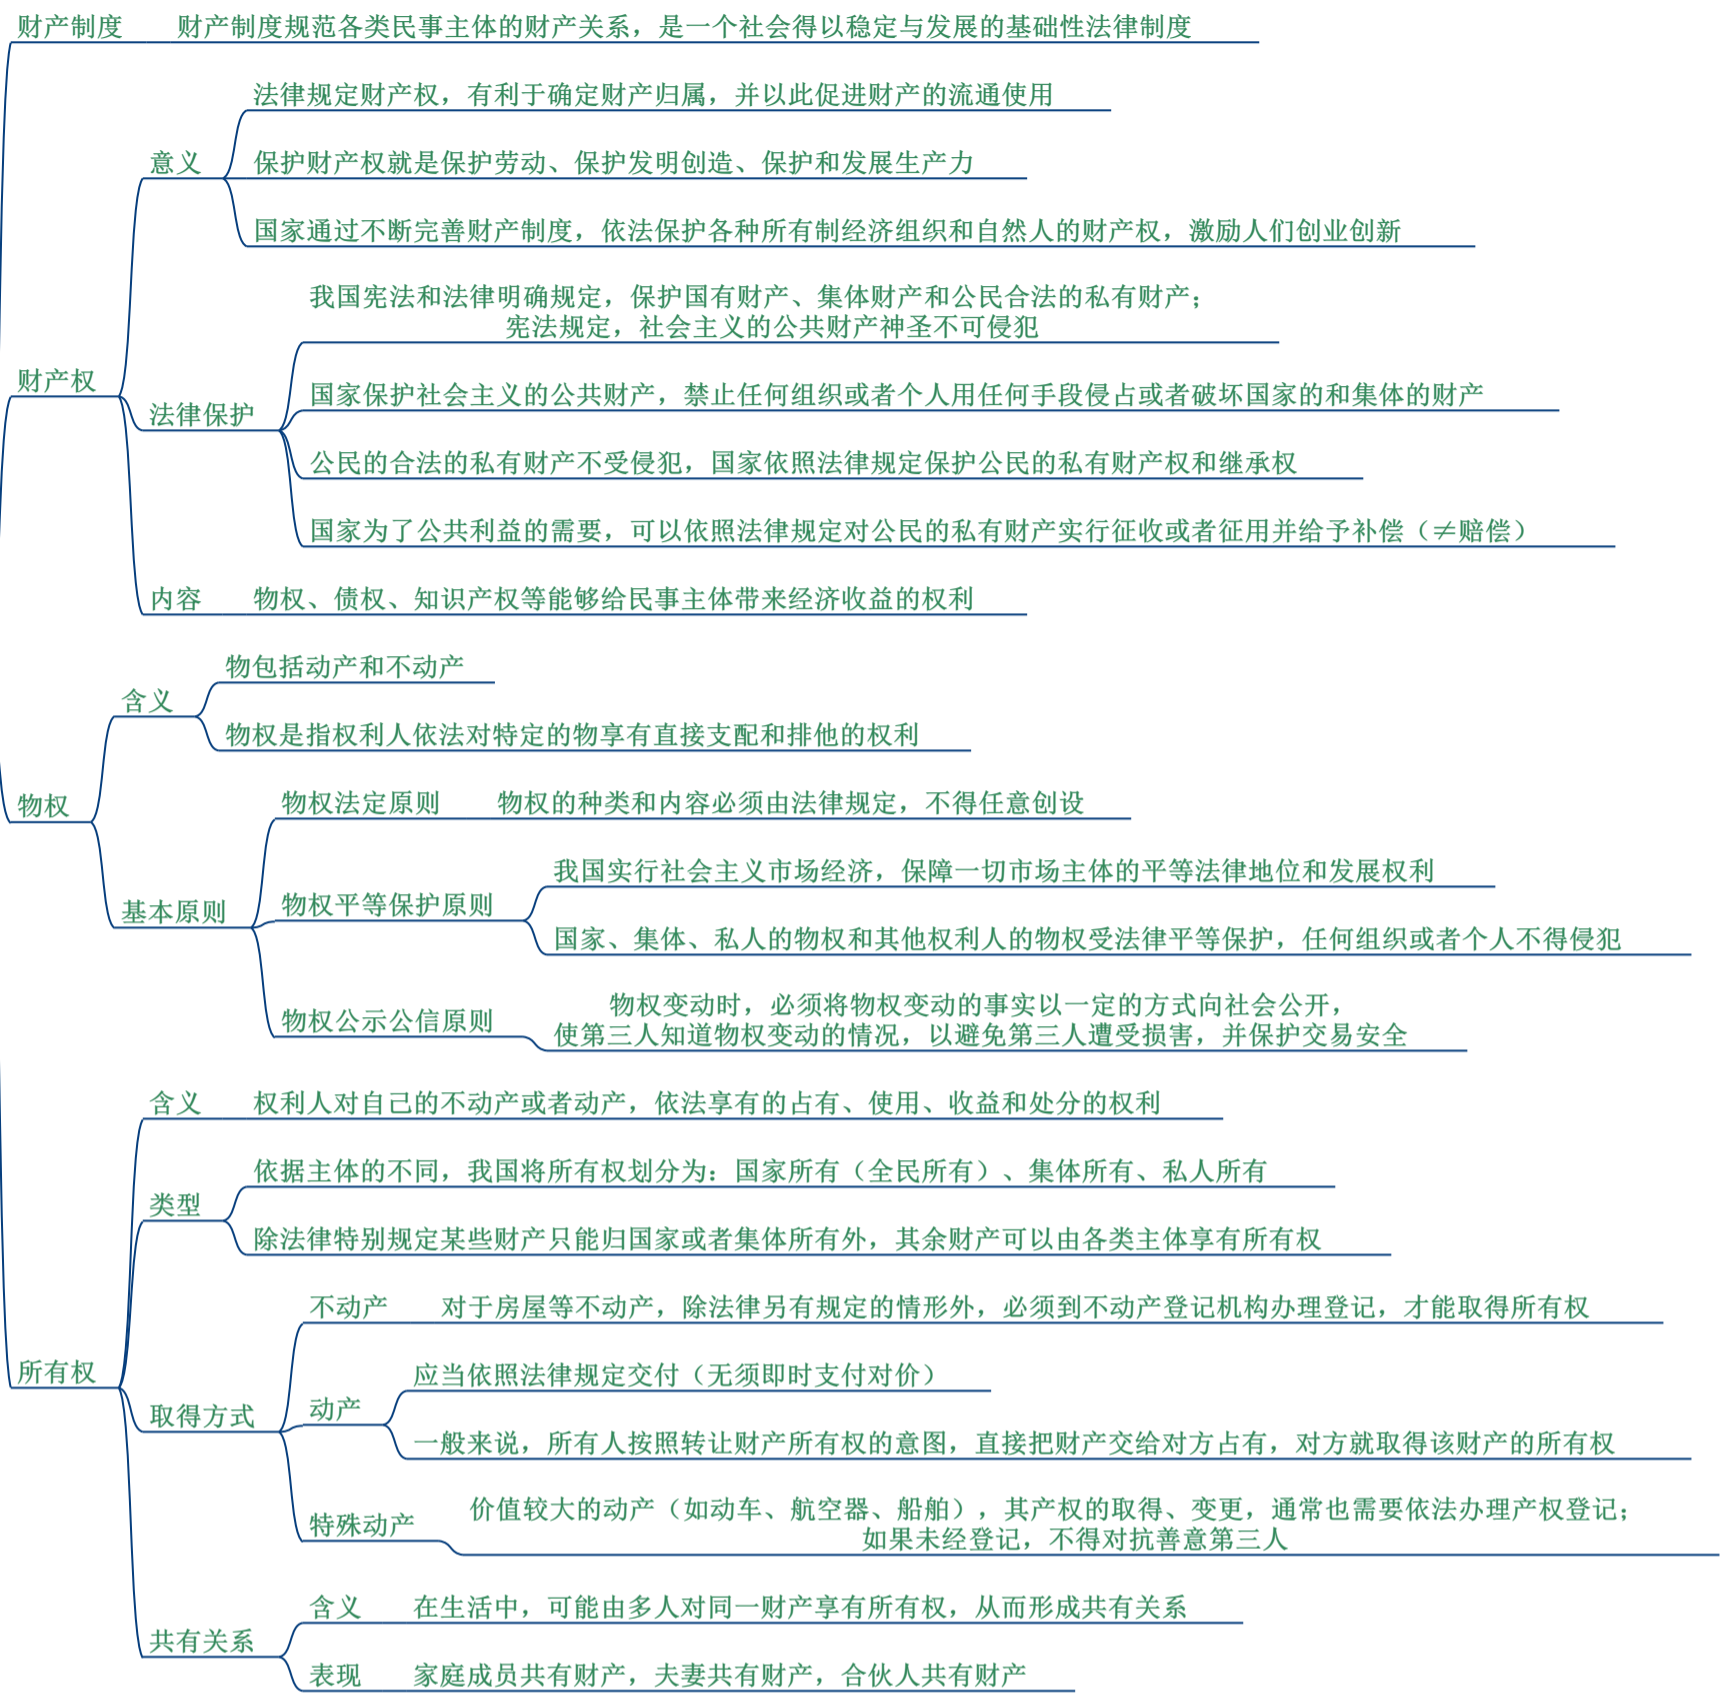 财产制度
财产制度规范各类民事主体的财产关系，是一个社会得以稳定与发展的基础性法律制度
财产权
意义
法律规定财产权，有利于确定财产归属，并以此促进财产的流通使用
保护财产权就是保护劳动、保护发明创造、保护和发展生产力
国家通过不断完善财产制度，依法保护各种所有制经济组织和自然人的财产权，激励人们创业创新
法律保护
我国宪法和法律明确规定，保护国有财产、集体财产和公民合法的私有财产；
宪法规定，社会主义的公共财产神圣不可侵犯
国家保护社会主义的公共财产，禁止任何组织或者个人用任何手段侵占或者破坏国家的和集体的财产
公民的合法的私有财产不受侵犯，国家依照法律规定保护公民的私有财产权和继承权
国家为了公共利益的需要，可以依照法律规定对公民的私有财产实行征收或者征用并给予补偿（≠赔偿）
内容
物权、债权、知识产权等能够给民事主体带来经济收益的权利
物权
含义
物包括动产和不动产
物权是指权利人依法对特定的物享有直接支配和排他的权利
基本原则
物权法定原则
物权的种类和内容必须由法律规定，不得任意创设
物权平等保护原则
我国实行社会主义市场经济，保障一切市场主体的平等法律地位和发展权利
国家、集体、私人的物权和其他权利人的物权受法律平等保护，任何组织或者个人不得侵犯
物权公示公信原则
物权变动时，必须将物权变动的事实以一定的方式向社会公开，
使第三人知道物权变动的情况，以避免第三人遭受损害，并保护交易安全
所有权
含义
权利人对自己的不动产或者动产，依法享有的占有、使用、收益和处分的权利
类型
依据主体的不同，我国将所有权划分为：国家所有（全民所有）、集体所有、私人所有
除法律特别规定某些财产只能归国家或者集体所有外，其余财产可以由各类主体享有所有权
取得方式
不动产
对于房屋等不动产，除法律另有规定的情形外，必须到不动产登记机构办理登记，才能取得所有权
动产
应当依照法律规定交付（无须即时支付对价）
一般来说，所有人按照转让财产所有权的意图，直接把财产交给对方占有，对方就取得该财产的所有权
特殊动产
价值较大的动产（如动车、航空器、船舶），其产权的取得、变更，通常也需要依法办理产权登记；
如果未经登记，不得对抗善意第三人
共有关系
含义
在生活中，可能由多人对同一财产享有所有权，从而形成共有关系
表现
家庭成员共有财产，夫妻共有财产，合伙人共有财产